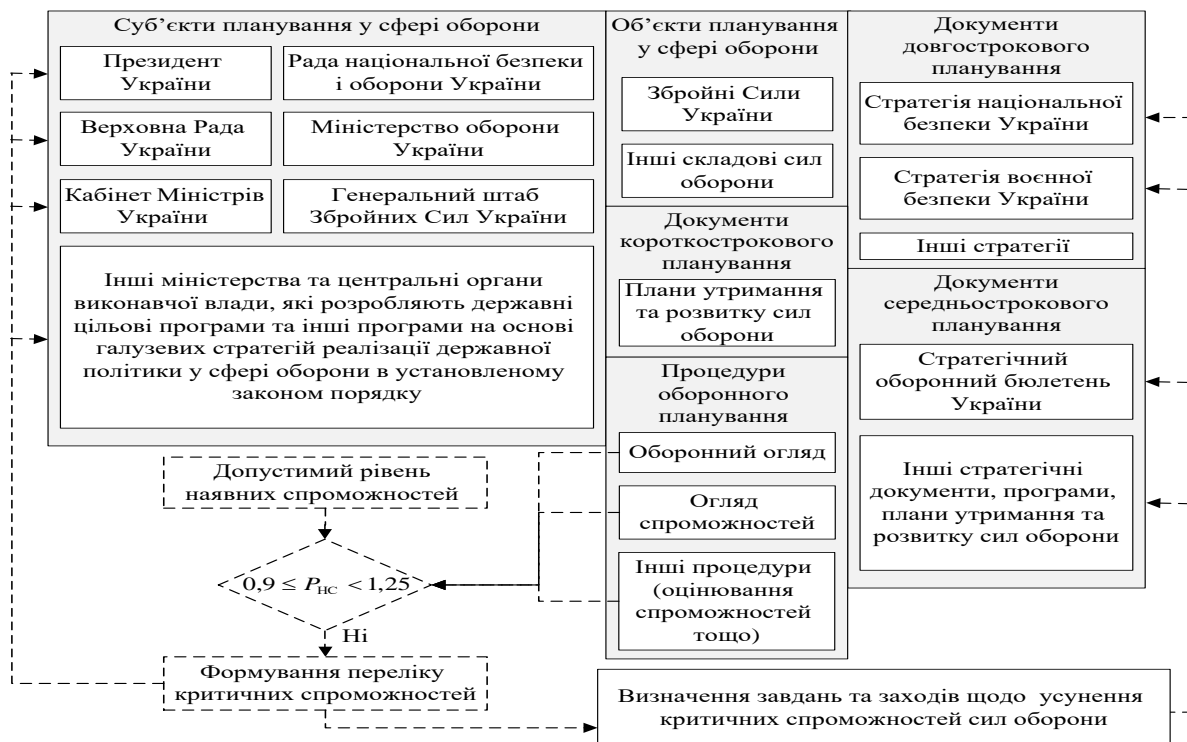 Суб’єкти планування у сфері оборони
Президент
України
Рада національної безпеки
і оборони України
Верховна Рада
України
Міністерство оборони
України
Кабінет Міністрів
України
Генеральний штаб
Збройних Сил України
Інші міністерства та центральні органи
виконавчої влади, які розробляють державні
цільові програми та інші програми на основі
галузевих стратегій реалізації державної
політики у сфері оборони в установленому
законом порядку
Об’єкти планування
у сфері оборони
Збройні Сили
України
Інші складові сил
оборони
Документи
короткострокового
планування
Плани утримання
та розвитку сил
оборони
Процедури
оборонного
планування
Оборонний огляд
Огляд
спроможностей
Інші процедури
(оцінювання
спроможностей
тощо)
Документи
довгострокового
планування
Стратегія національної
безпеки України
Стратегія воєнної
безпеки України
Інші стратегії
Документи
середньострокового
планування
Стратегічний
оборонний бюлетень
України
Інші стратегічні
документи, програми,
плани утримання та
розвитку сил оборони
Допустимий рівень
наявних спроможностей
0,9 ≤ P НС < 1,25
Ні
Формування переліку
критичних спроможностей
Визначення завдань та заходів щодо усунення
критичних спроможностей сил оборони